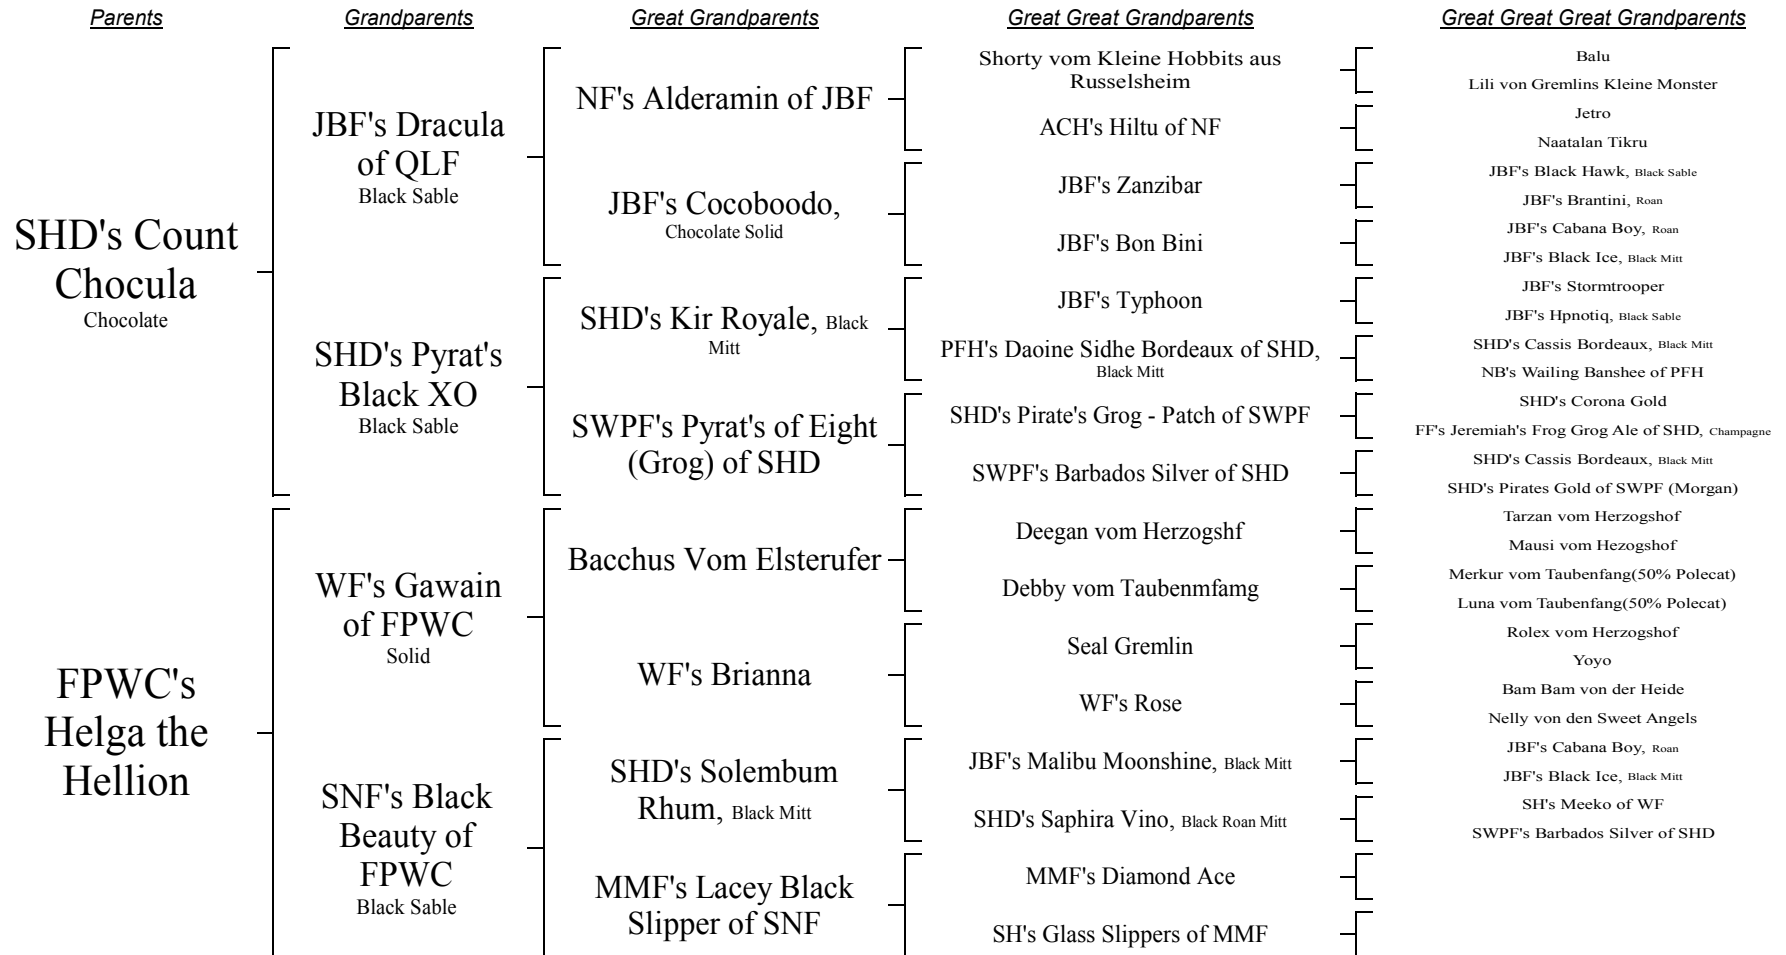 Parents
Grandparents
Great Grandparents
Great Great Grandparents
Great Great Great Grandparents
SHD's Count
Chocula
Chocolate
FPWC's
Helga the
Hellion
JBF's Dracula
of QLF
Black Sable
SHD's Pyrat's
Black XO
Black Sable
WF's Gawain
of FPWC
Solid
SNF's Black
Beauty of
FPWC
Black Sable
NF's Alderamin of JBF
JBF's Cocoboodo,
Chocolate Solid
SHD's Kir Royale, Black
Mitt
SWPF's Pyrat's of Eight
(Grog) of SHD
Bacchus Vom Elsterufer
WF's Brianna
SHD's Solembum
Rhum, Black Mitt
MMF's Lacey Black
Slipper of SNF
Shorty vom Kleine Hobbits aus
Russelsheim
ACH's Hiltu of NF
JBF's Zanzibar
JBF's Bon Bini
JBF's Typhoon
PFH's Daoine Sidhe Bordeaux of SHD,
Black Mitt
SHD's Pirate's Grog - Patch of SWPF
SWPF's Barbados Silver of SHD
Deegan vom Herzogshf
Debby vom Taubenmfamg
Seal Gremlin
WF's Rose
JBF's Malibu Moonshine, Black Mitt
SHD's Saphira Vino, Black Roan Mitt
MMF's Diamond Ace
SH's Glass Slippers of MMF
Balu
Lili von Gremlins Kleine Monster
Jetro
Naatalan Tikru
JBF's Black Hawk, Black Sable
JBF's Brantini, Roan
JBF's Cabana Boy, Roan
JBF's Black Ice, Black Mitt
JBF's Stormtrooper
JBF's Hpnotiq, Black Sable
SHD's Cassis Bordeaux, Black Mitt
NB's Wailing Banshee of PFH
SHD's Corona Gold
FF's Jeremiah's Frog Grog Ale of SHD, Champagne
SHD's Cassis Bordeaux, Black Mitt
SHD's Pirates Gold of SWPF (Morgan)
Tarzan vom Herzogshof
Mausi vom Hezogshof
Merkur vom Taubenfang(50% Polecat)
Luna vom Taubenfang(50% Polecat)
Rolex vom Herzogshof
Yoyo
Bam Bam von der Heide
Nelly von den Sweet Angels
JBF's Cabana Boy, Roan
JBF's Black Ice, Black Mitt
SH's Meeko of WF
SWPF's Barbados Silver of SHD